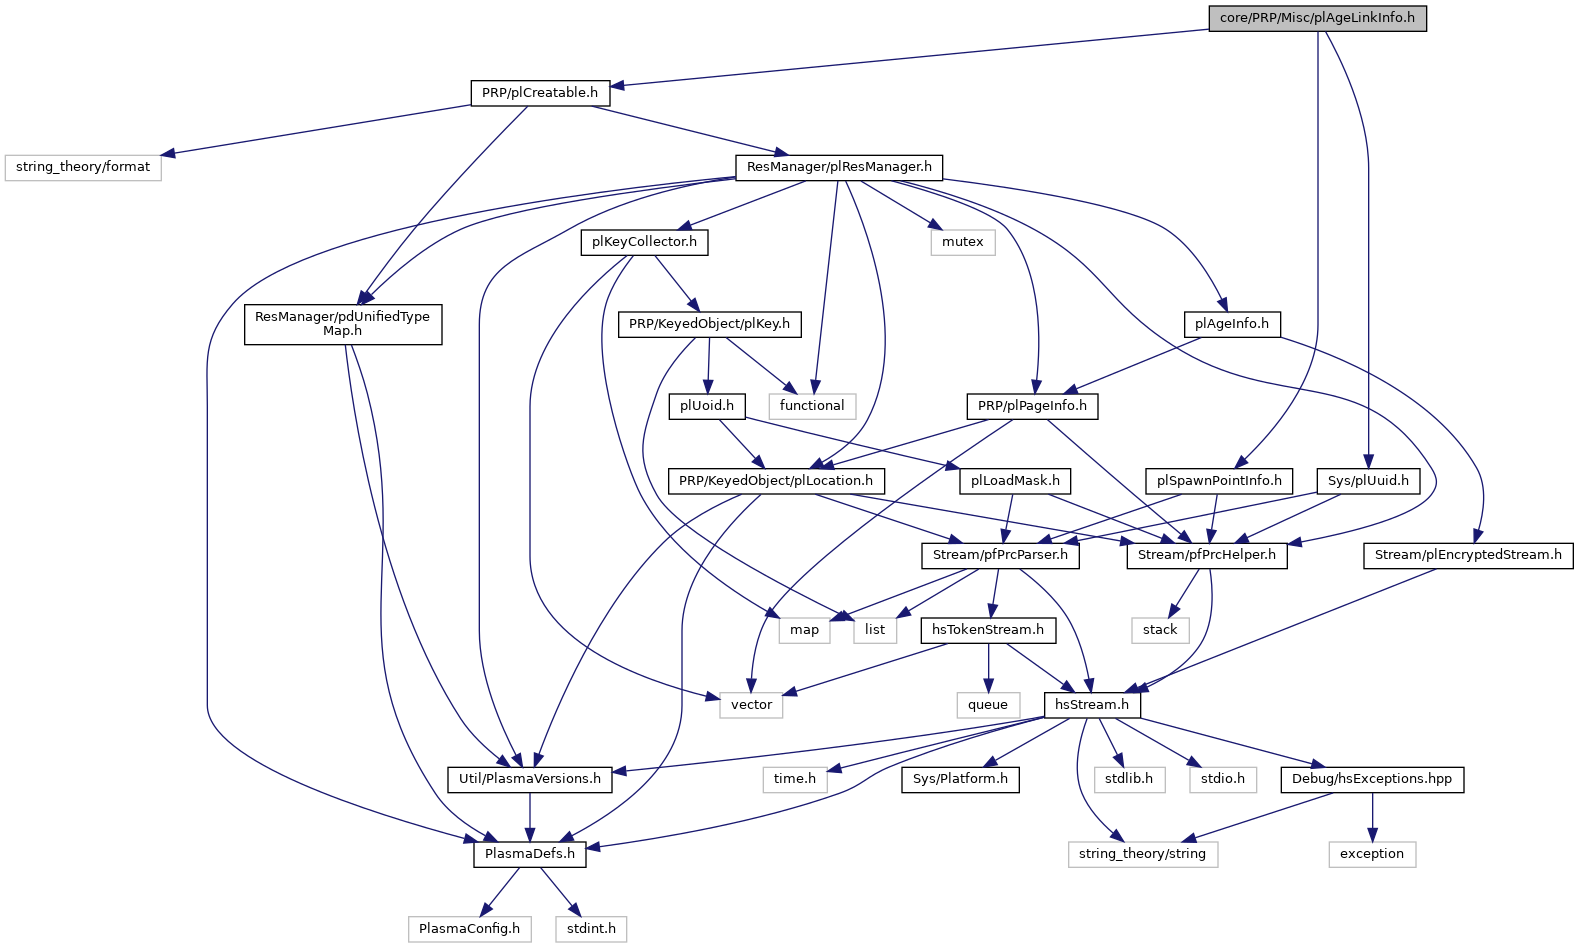 core/PRP/Misc/plAgeLinkInfo.h
PRP/plCreatable.h
string_theory/format
ResManager/plResManager.h
plKeyCollector.h
mutex
ResManager/pdUnifiedType
Map.h
PRP/KeyedObject/plKey.h
plAgeInfo.h
plUoid.h
functional
PRP/plPageInfo.h
PRP/KeyedObject/plLocation.h
plLoadMask.h
plSpawnPointInfo.h
Sys/plUuid.h
Stream/pfPrcParser.h
Stream/pfPrcHelper.h
Stream/plEncryptedStream.h
map
list
hsTokenStream.h
stack
vector
queue
hsStream.h
Util/PlasmaVersions.h
time.h
Sys/Platform.h
stdlib.h
stdio.h
Debug/hsExceptions.hpp
PlasmaDefs.h
string_theory/string
exception
PlasmaConfig.h
stdint.h